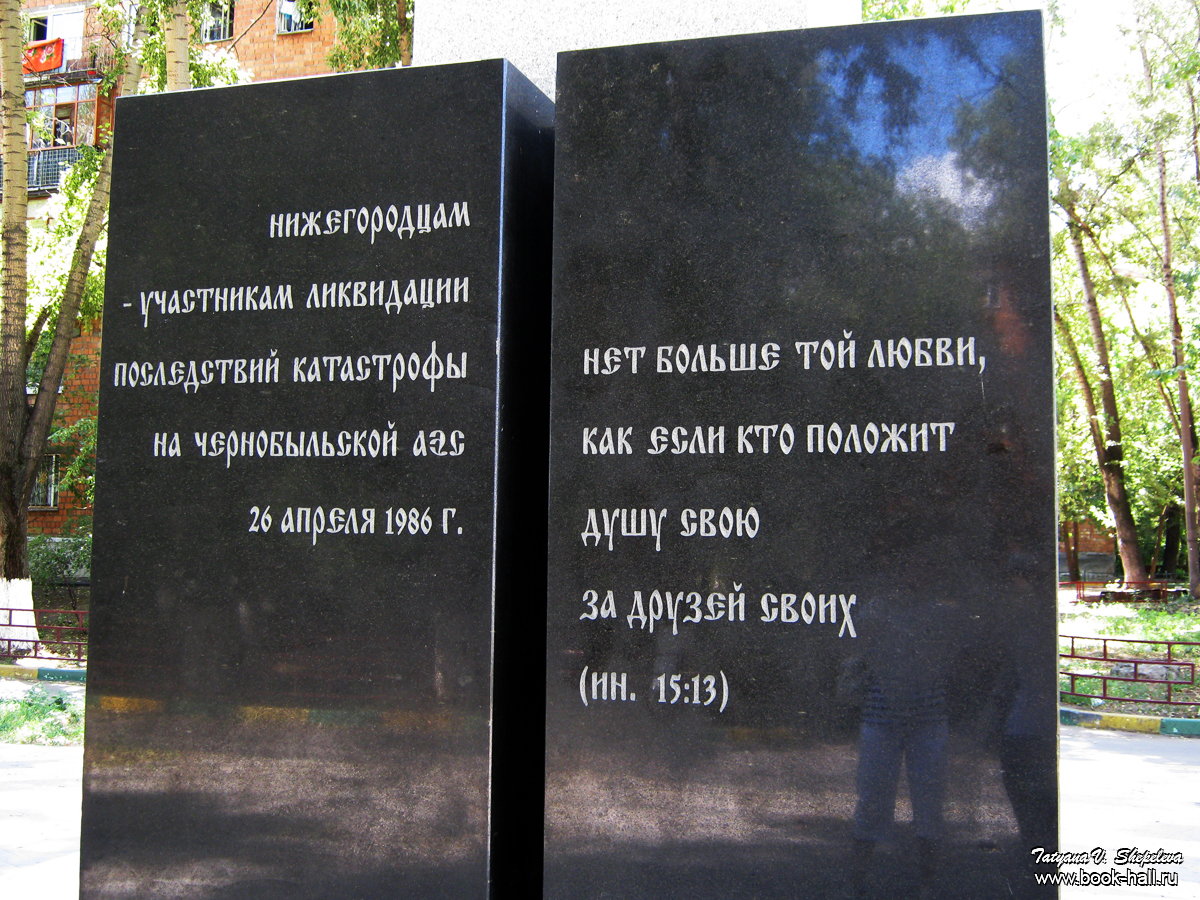 нижегородцам
- участникам ликвидации
последствий катастрофы
на чернобыльской аэс
26 апреля 1986 г.
нет больше той любви,
как если кто положит
душу свою
за друзей своих
(ин. 15:13)
Tatyana V. Shepeleva
www.book-hall.ru